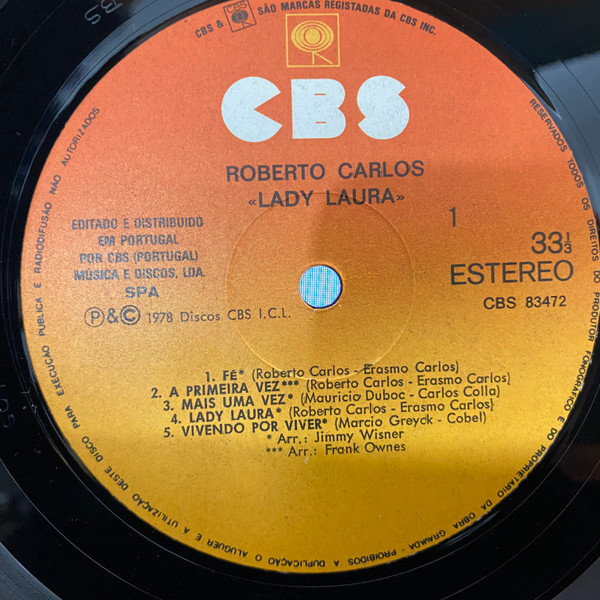 CBS & CBS SÃO MARCAS REGISTADAS DA CBS INC.
CBS
ROBERTO CARLOS
«LADY LAURA»
1
33⅓
ESTEREO
CBS 83472
EDITADO E DISTRIBUIDO
EM PORTUGAL
POR CBS (PORTUGAL)
MÚSICA E DISCOS, LDA.
SPA
Ⓟ&© 1978 Discos CBS I.C.L.
1. FÉ* (Roberto Carlos - Erasmo Carlos)
2. A PRIMEIRA VEZ*** (Roberto Carlos - Erasmo Carlos)
3. MAIS UMA VEZ* (Mauricio Duboc - Carlos Colla)
4. LADY LAURA* (Roberto Carlos - Erasmo Carlos)
5. VIVENDO POR VIVER* (Marcio Greyck - Cobel)
* Arr.: Jimmy Wisner
*** Arr.: Frank Ownes
RESERVADOS TODOS OS DIREITOS DO PRODUTOR FONOGRÁFICO E DO PROPRIETÁRIO DA OBRA GRAVADA - PROIBIDOS A DUPLICAÇÃO O ALUGUER E A UTILIZAÇÃO DESTE DISCO PARA EXECUÇÃO PUBLICA E RADIODIFUSÃO NÃO AUTORIZADOS